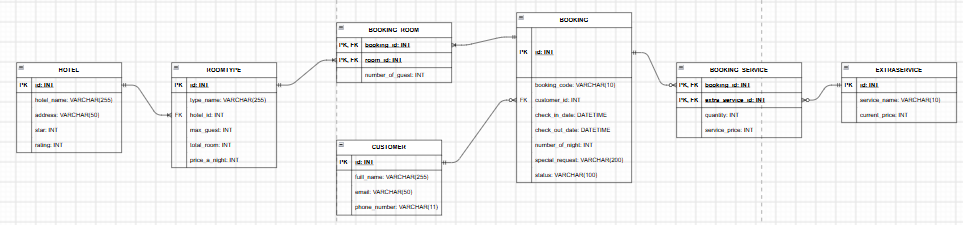 HOTEL
PK id: INT
hotel_name: VARCHAR(255)
address: VARCHAR(50)
star: INT
rating: INT
ROOMTYPE
PK id: INT
type_name: VARCHAR(255)
FK hotel_id: INT
max_guest: INT
total_room: INT
price_a_night: INT
BOOKING_ROOM
PK, FK booking_id: INT
PK, FK room_id: INT
number_of_guest: INT
CUSTOMER
PK id: INT
full_name: VARCHAR(255)
email: VARCHAR(50)
phone_number: VARCHAR(11)
BOOKING
PK id: INT
booking_code: VARCHAR(10)
FK customer_id: INT
check_in_date: DATETIME
check_out_date: DATETIME
number_of_night: INT
special_request: VARCHAR(200)
status: VARCHAR(100)
BOOKING_SERVICE
PK, FK booking_id: INT
PK, FK extra_service_id: INT
quantity: INT
service_price: INT
EXTRASERVICE
PK id: INT
service_name: VARCHAR(10)
current_price: INT